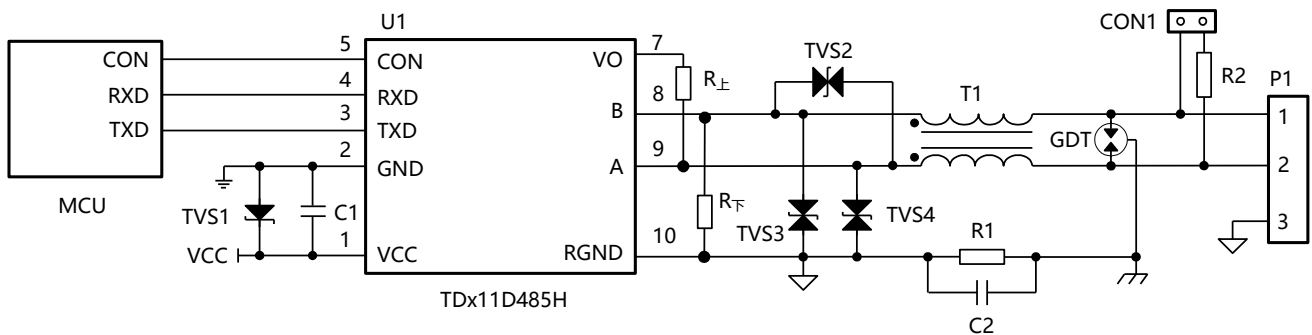 U1
CON1
CON
5
CON
VO
7
TVS2
RXD
4
RXD
R上
R2
P1
TXD
3
TXD
B
8
T1
1
2
GND
A
9
GDT
2
MCU
TVS1
C1
R下
TVS3
TVS4
R1
3
VCC
1
VCC
RGND
10
C2
TDx11D485H